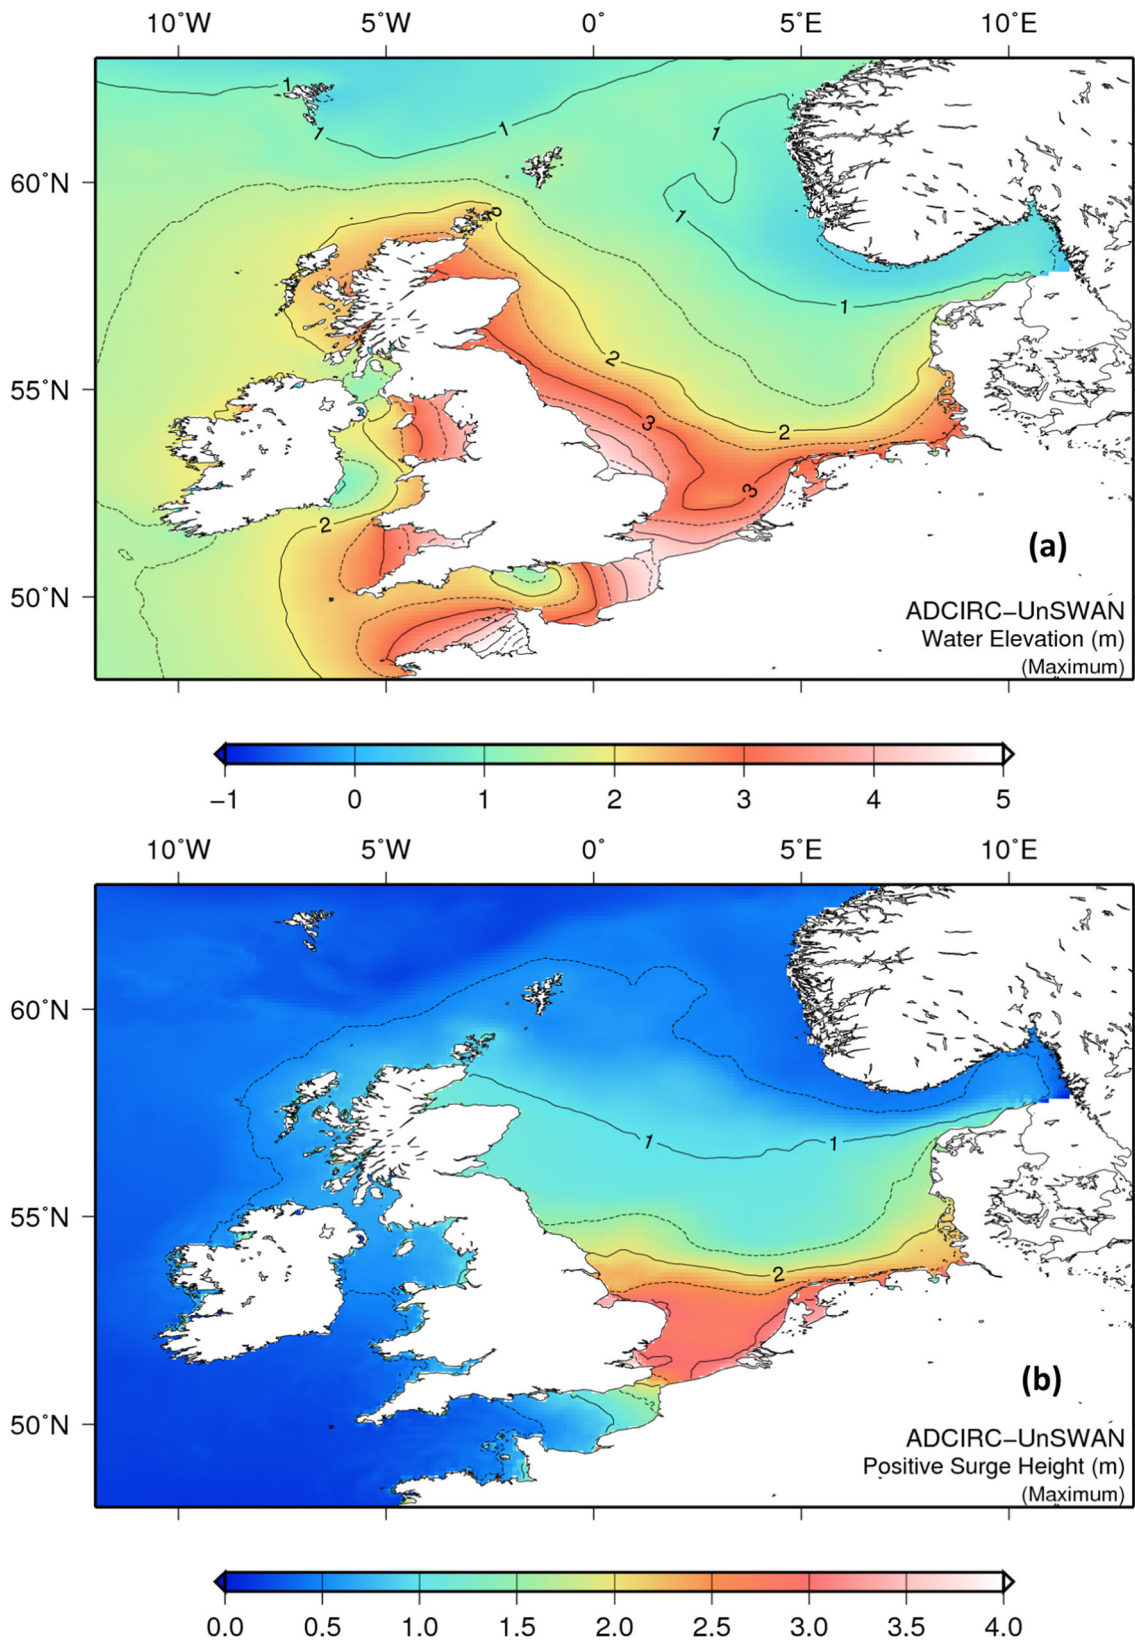 10˚W 5˚W 0˚ 5˚E 10˚E
1
1
1
1
60˚N
2
1
1
2
55˚N
3
2
3
2
(a)
50˚N
ADCIRC−UnSWAN
Water Elevation (m)
(Maximum)
−1 0 1 2 3 4 5
10˚W 5˚W 0˚ 5˚E 10˚E
60˚N
1 1
55˚N
2
(b)
50˚N
ADCIRC−UnSWAN
Positive Surge Height (m)
(Maximum)
0.0 0.5 1.0 1.5 2.0 2.5 3.0 3.5 4.0